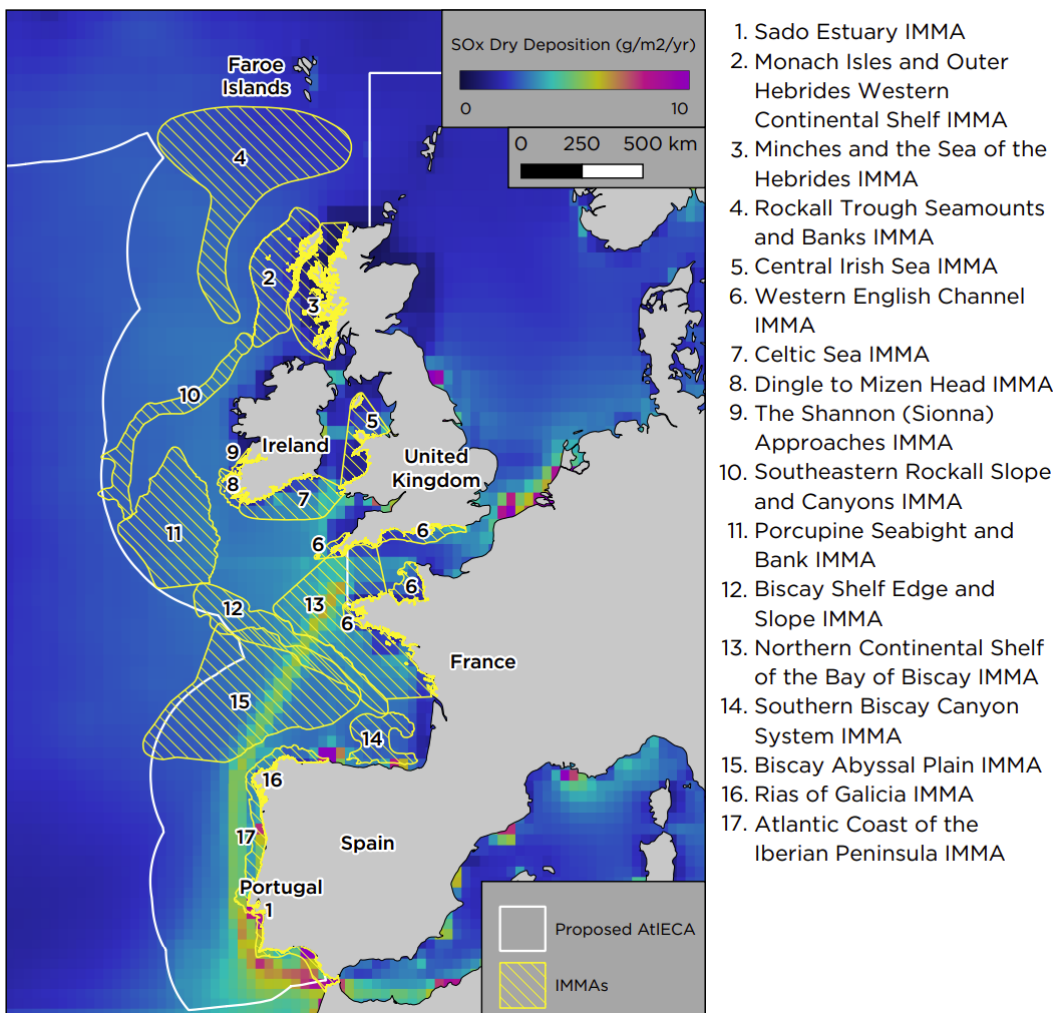 SOx Dry Deposition (g/m2/yr)
0 10
0 250 500 km
Faroe
Islands
4
2
3
10
5
9
Ireland
United
Kingdom
8
7
11
6
6
6
12
13
6
France
15
14
16
17
Spain
Portugal
1
Proposed AtlECA
IMMAs
1. Sado Estuary IMMA
2. Monach Isles and Outer
Hebrides Western
Continental Shelf IMMA
3. Minches and the Sea of the
Hebrides IMMA
4. Rockall Trough Seamounts
and Banks IMMA
5. Central Irish Sea IMMA
6. Western English Channel
IMMA
7. Celtic Sea IMMA
8. Dingle to Mizen Head IMMA
9. The Shannon (Sionna)
Approaches IMMA
10. Southeastern Rockall Slope
and Canyons IMMA
11. Porcupine Seabight and
Bank IMMA
12. Biscay Shelf Edge and
Slope IMMA
13. Northern Continental Shelf
of the Bay of Biscay IMMA
14. Southern Biscay Canyon
System IMMA
15. Biscay Abyssal Plain IMMA
16. Rias of Galicia IMMA
17. Atlantic Coast of the
Iberian Peninsula IMMA